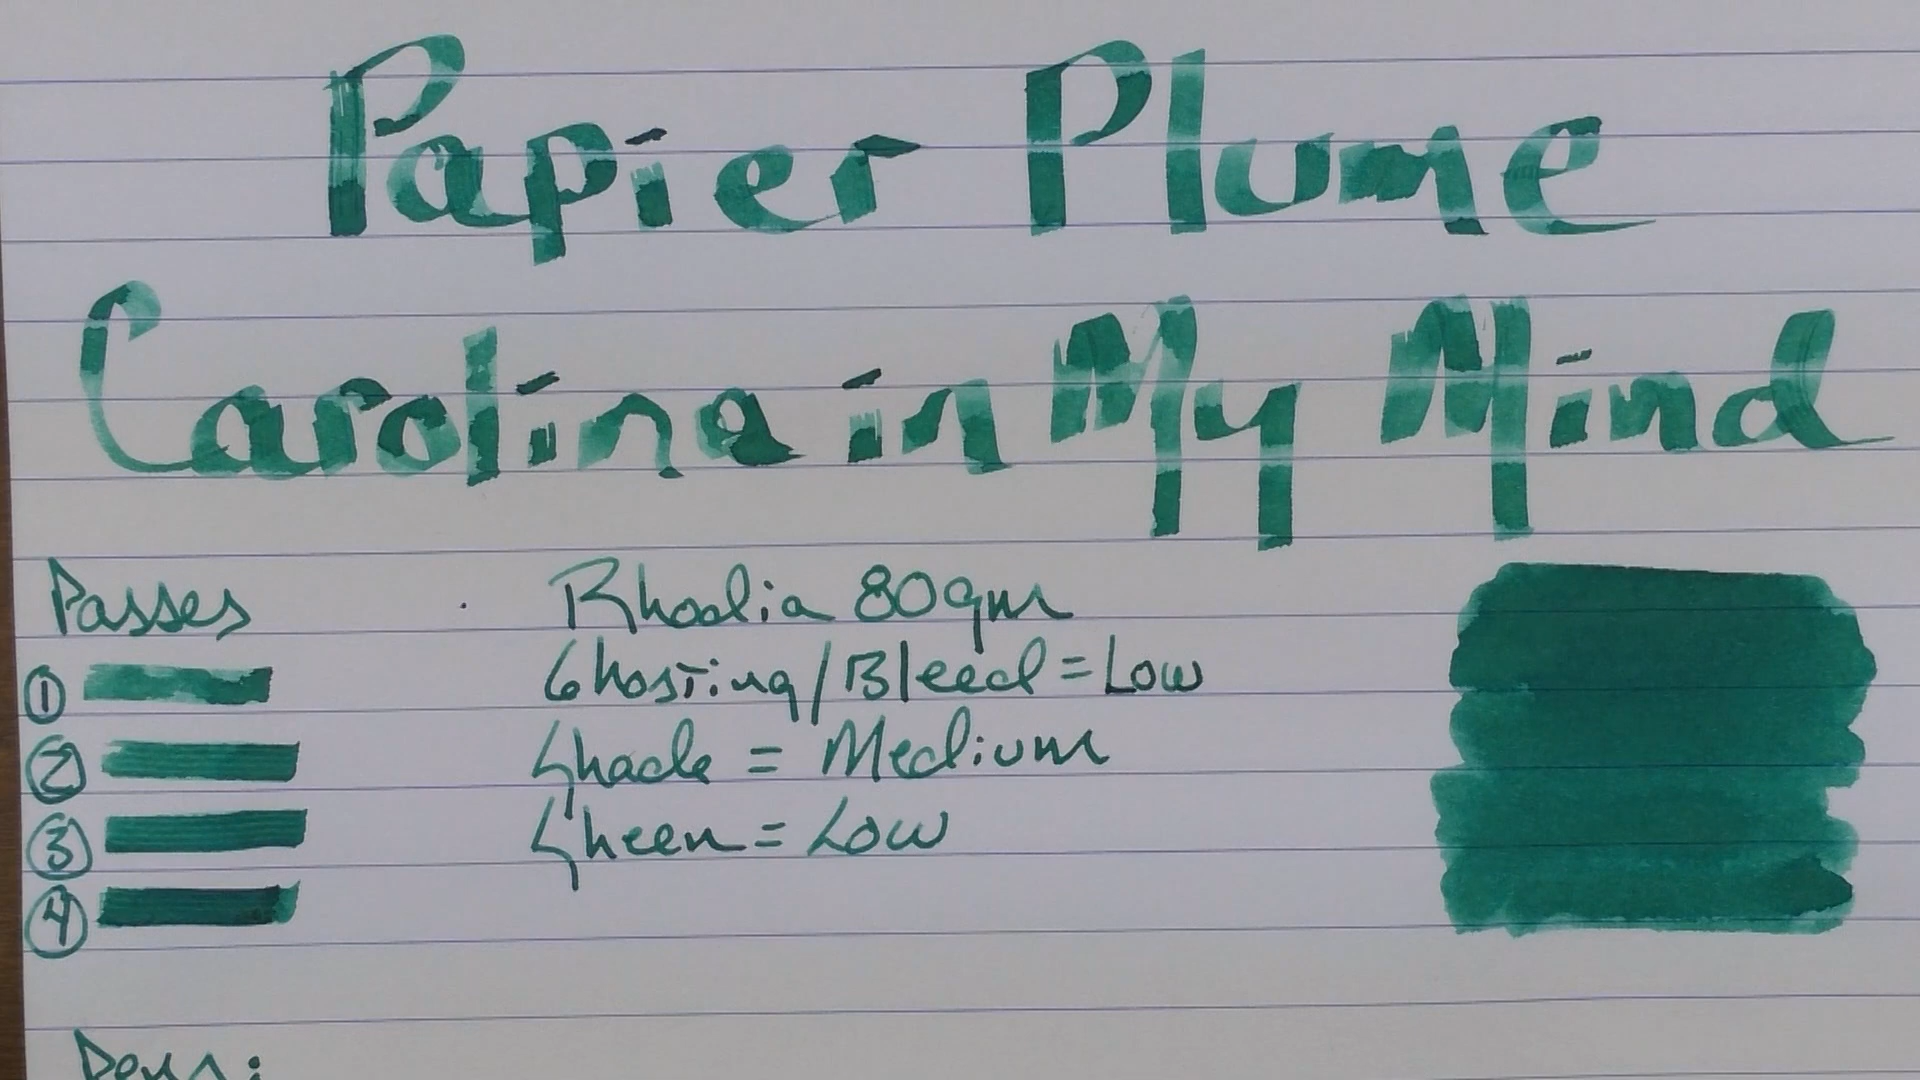 Papier Plume
Carolina in My Mind
Passes
Rhodia 80gm
① Ghosting/Bleed = Low
② Shade = Medium
③ Sheen = Low
④
Pens: